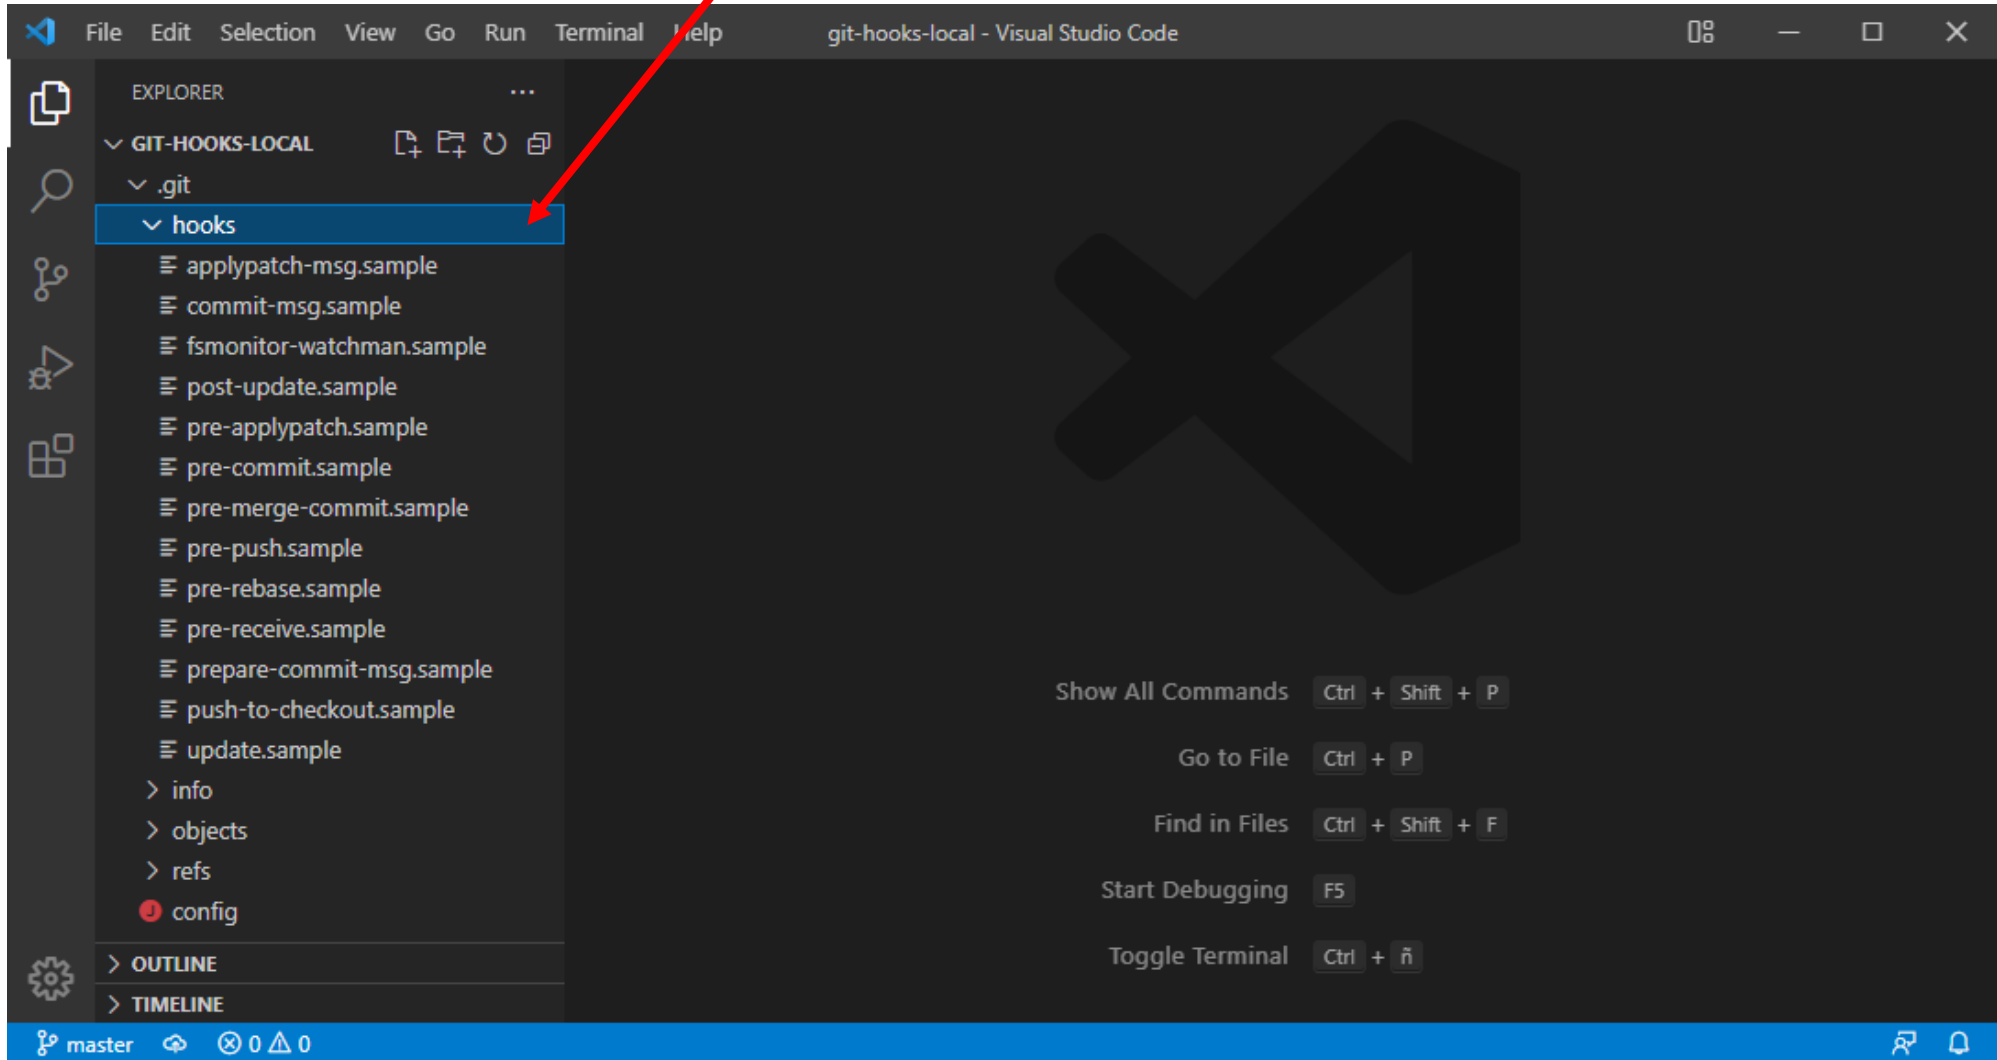 File Edit Selection View Go Run Terminal Help git-hooks-local - Visual Studio Code
EXPLORER
GIT-HOOKS-LOCAL
.git
hooks
applypatch-msg.sample
commit-msg.sample
fsmonitor-watchman.sample
post-update.sample
pre-applypatch.sample
pre-commit.sample
pre-merge-commit.sample
pre-push.sample
pre-rebase.sample
pre-receive.sample
prepare-commit-msg.sample
push-to-checkout.sample
update.sample
info
objects
refs
J config
OUTLINE
TIMELINE
Show All Commands Ctrl + Shift + P
Go to File Ctrl + P
Find in Files Ctrl + Shift + F
Start Debugging F5
Toggle Terminal Ctrl + ñ
master 0 0